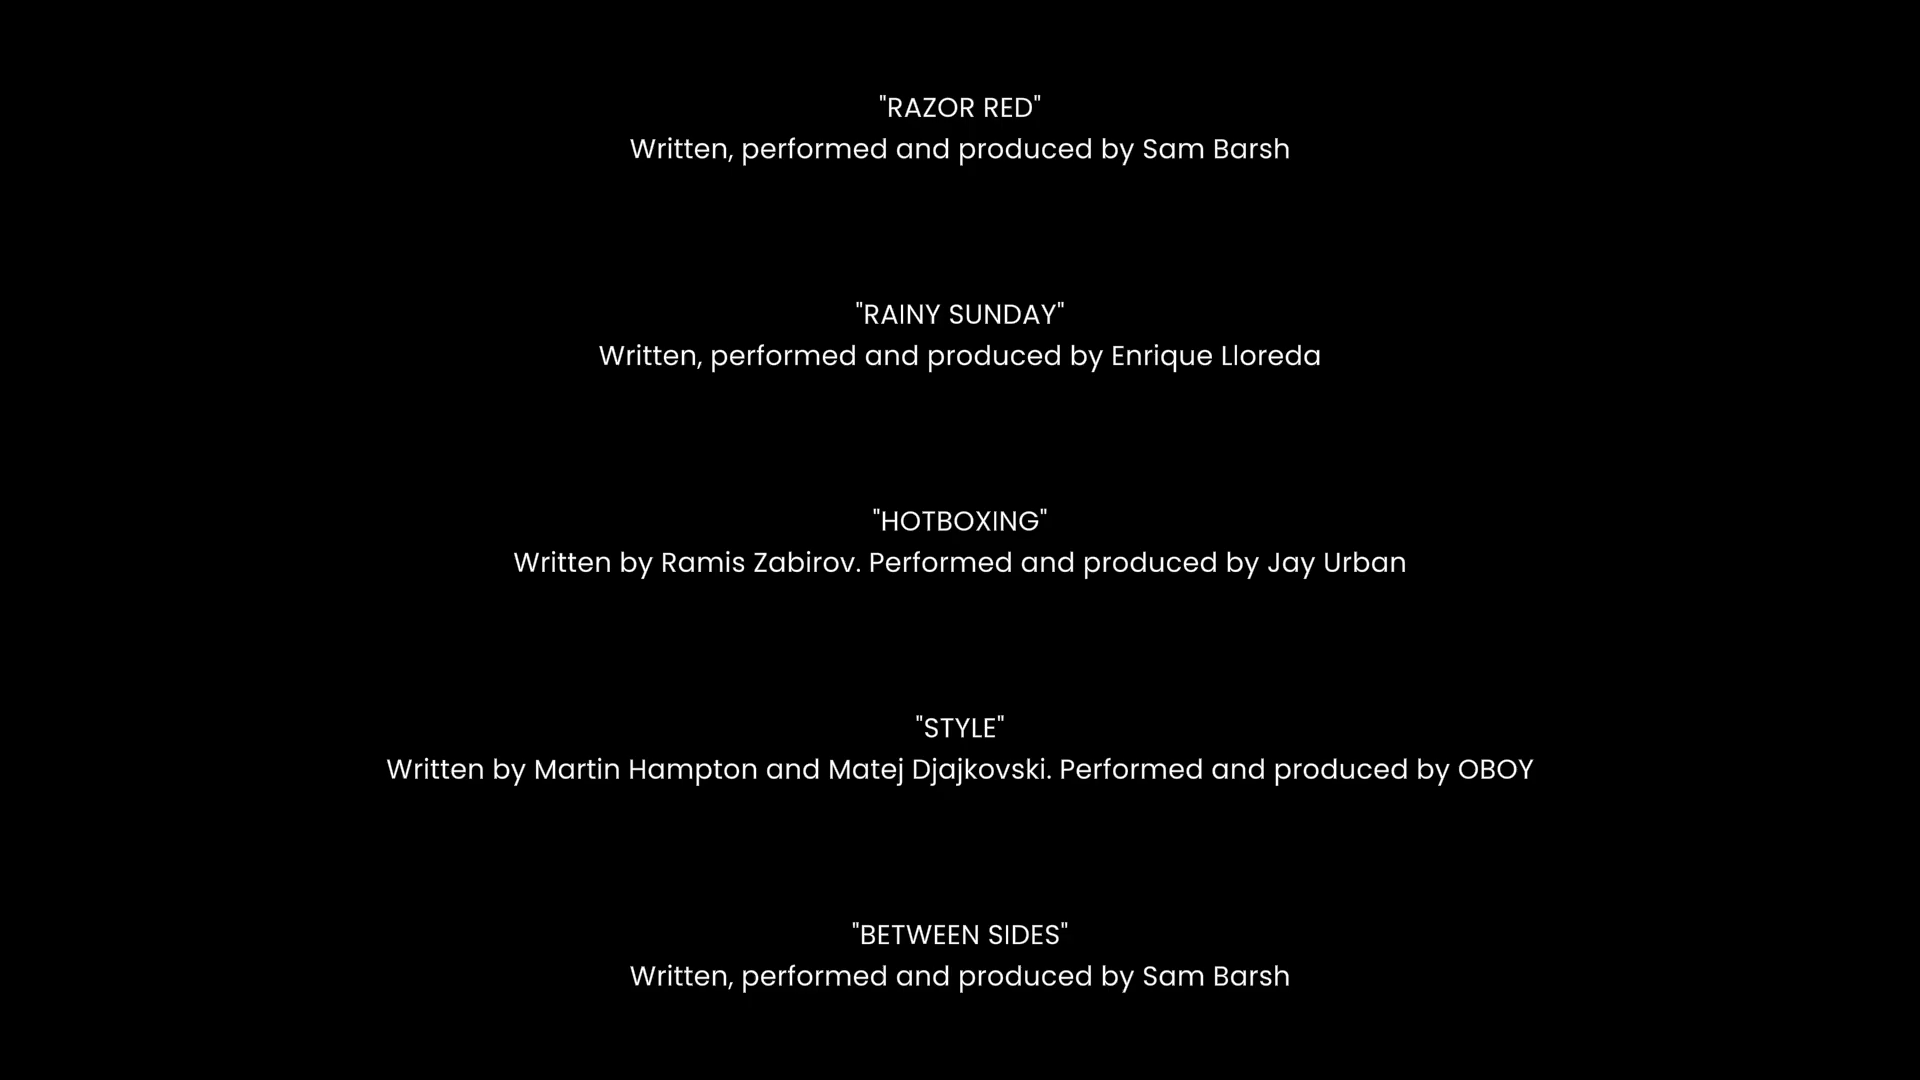 "RAZOR RED"
Written, performed and produced by Sam Barsh
"RAINY SUNDAY"
Written, performed and produced by Enrique Lloreda
"HOTBOXING"
Written by Ramis Zabirov. Performed and produced by Jay Urban
"STYLE"
Written by Martin Hampton and Matej Djajkovski. Performed and produced by OBOY
"BETWEEN SIDES"
Written, performed and produced by Sam Barsh